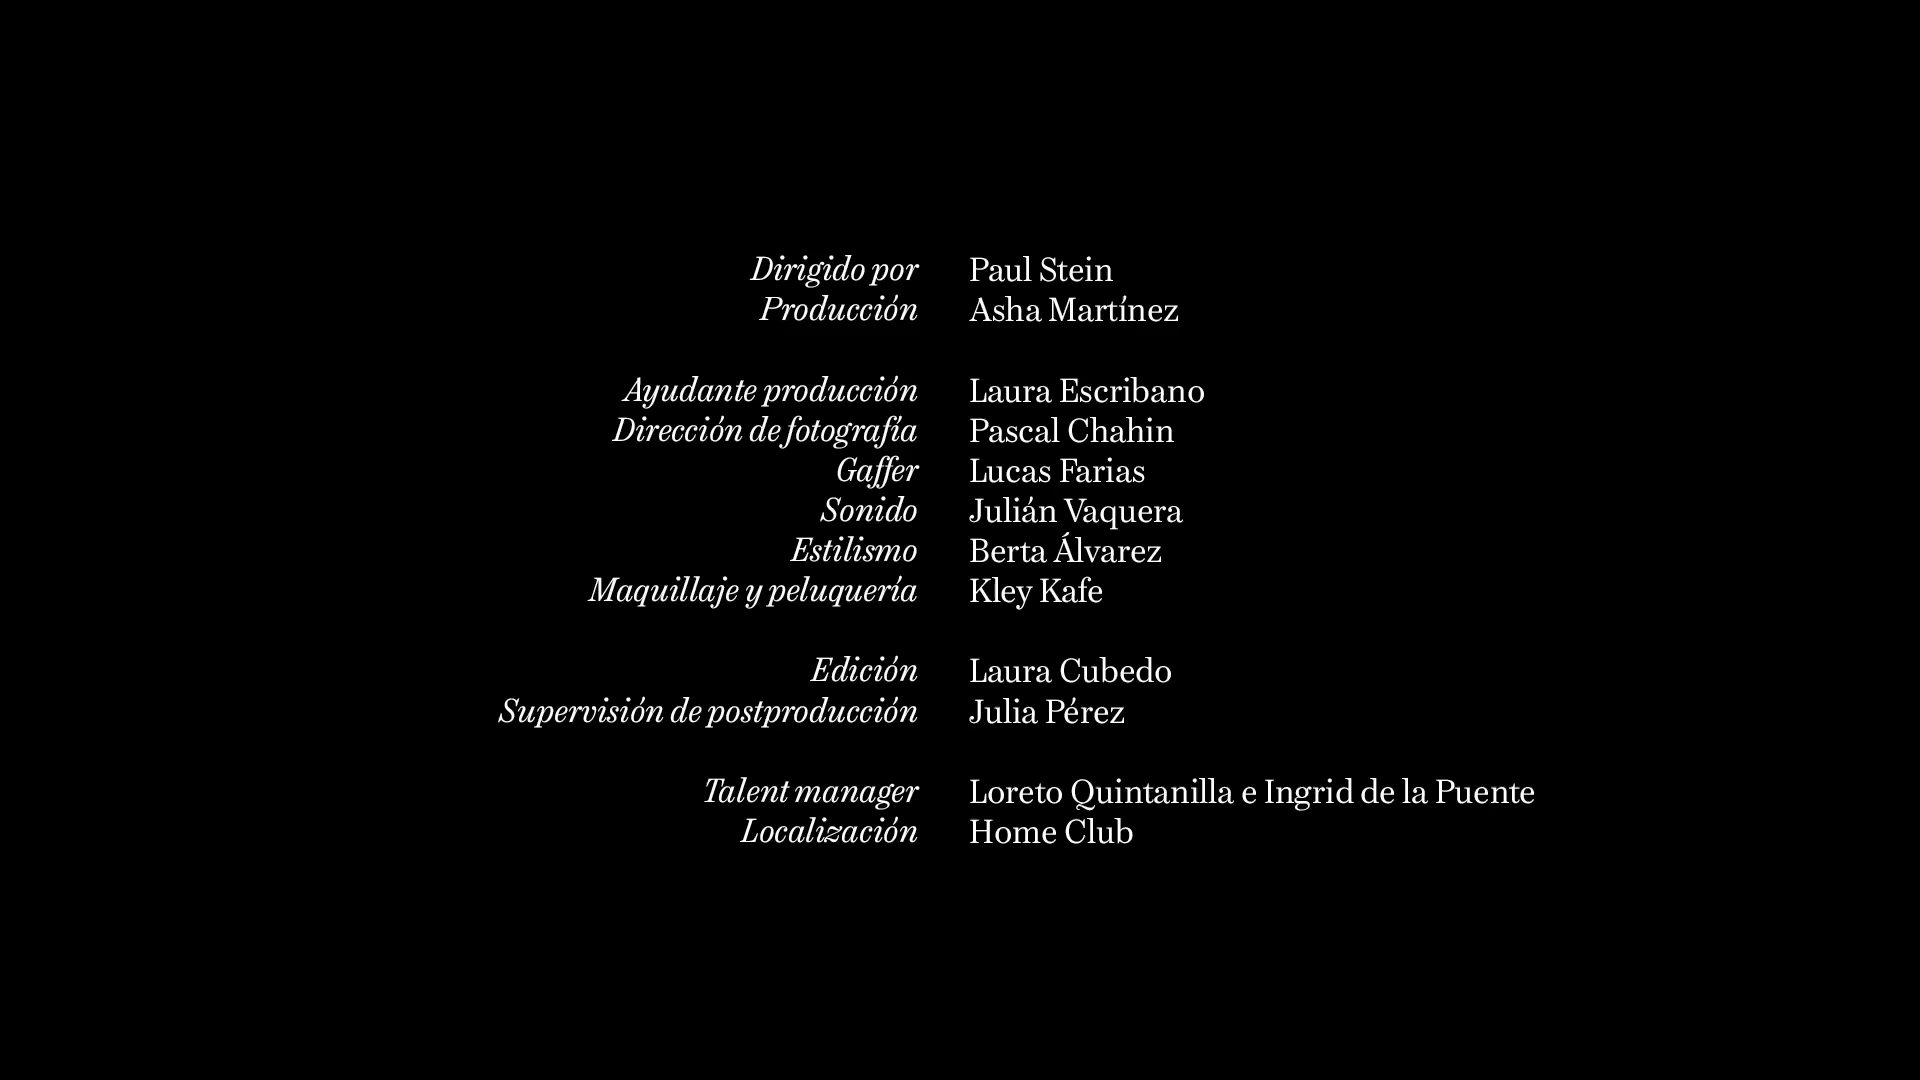 Dirigido por Paul Stein
Producción Asha Martínez
Ayudante producción Laura Escribano
Dirección de fotografía Pascal Chahin
Gaffer Lucas Farias
Sonido Julián Vaquera
Estilismo Berta Álvarez
Maquillaje y peluquería Kley Kafe
Edición Laura Cubedo
Supervisión de postproducción Julia Pérez
Talent manager Loreto Quintanilla e Ingrid de la Puente
Localización Home Club